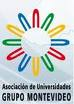 Asociación de Universidades
GRUPO MONTEVIDEO